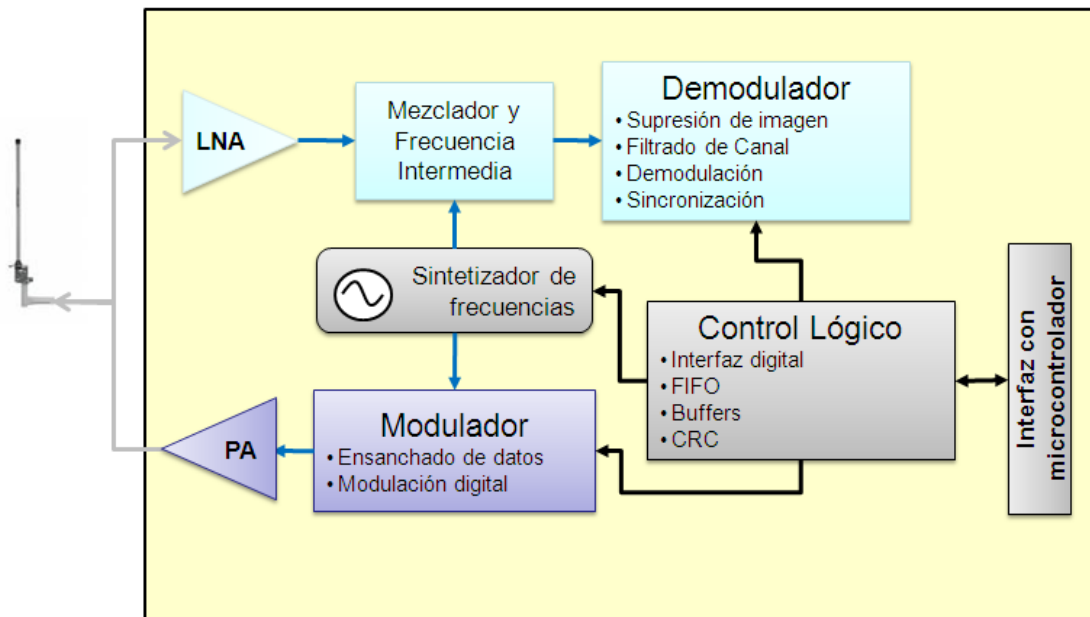 LNA
Mezclador y
Frecuencia
Intermedia
Demodulador
• Supresión de imagen
• Filtrado de Canal
• Demodulación
• Sincronización
Sintetizador de
frecuencias
Control Lógico
• Interfaz digital
• FIFO
• Buffers
• CRC
Interfaz con
microcontrolador
PA
Modulador
• Ensanchado de datos
• Modulación digital